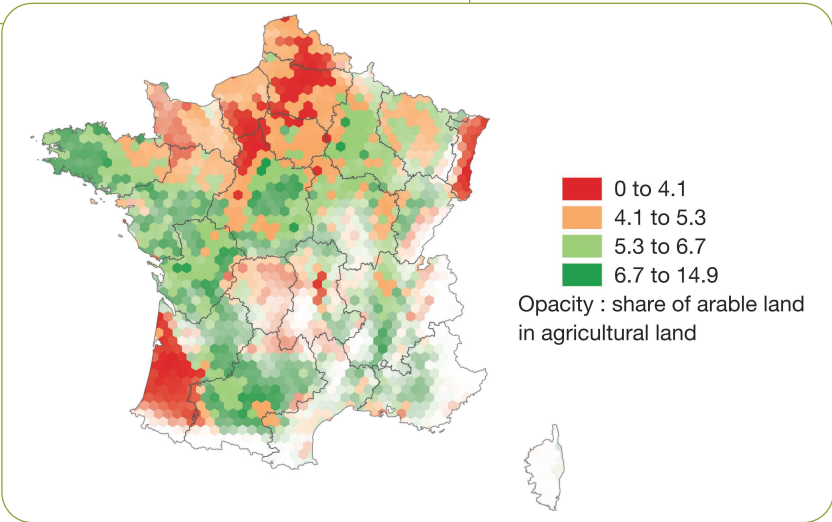 0 to 4.1
4.1 to 5.3
5.3 to 6.7
6.7 to 14.9
Opacity : share of arable land
in agricultural land